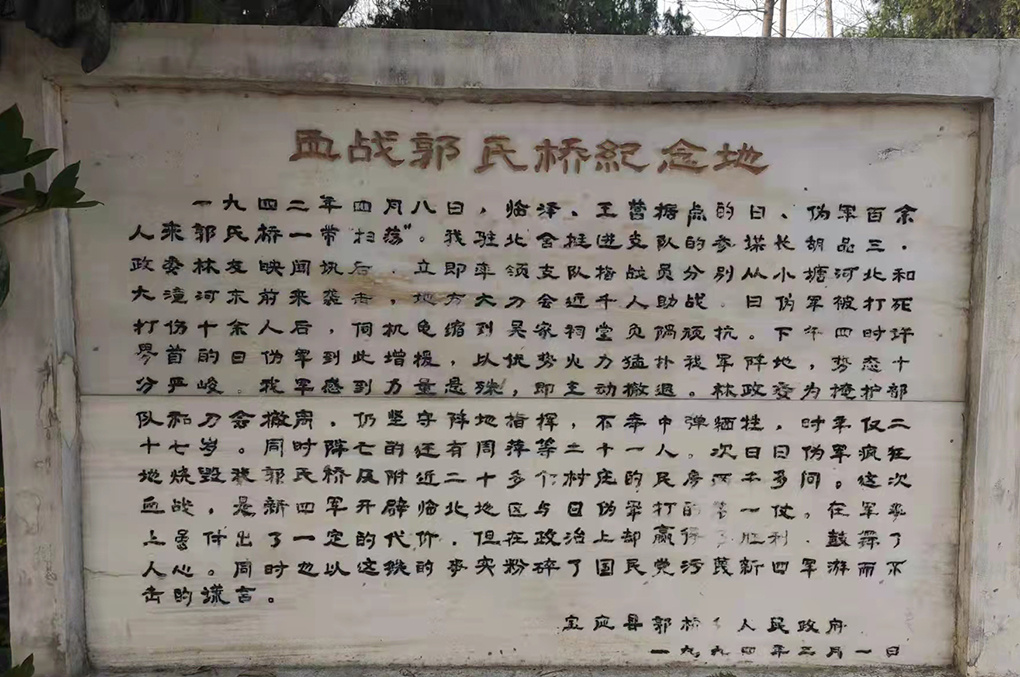 血战郭氏桥纪念地
一九四二年四月八日，临泽、王营据点的日、伪军百余
人来郭氏桥一带“扫荡”。我驻北舍挺进支队的参谋长胡品三、
政委林友映闻讯后，立即率领支队指战员分别从小塘河北和
大潼河东前来袭击，地方大刀会近千人助战，日伪军被打死
打伤十余人后，伺机龟缩到吴家祠堂负隅顽抗。下午四时许
首的日伪军到此增援，以优势火力猛扑我军阵地，势态十
分严峻。我军感到力量悬殊，即主动撤退。林政委为掩护部
队和刀会撤离，仍坚守阵地指挥，不幸中弹牺牲，时年仅二
十七岁。同时阵亡的还有周萍等二十一人。次日日伪军疯狂
地烧毁我郭氏桥及附近二十多个村庄的民房两千多间。这次
血战，是新四军开辟临北地区与日伪军打的第一仗。在军事
上虽付出了一定的代价，但在政治上却赢得了胜利，鼓舞了
人心。同时也以这铁的事实粉碎了国民党污蔑新四军游而不
击的谎言。
宝应县郭桥 人民政府
一九九四年三月一日